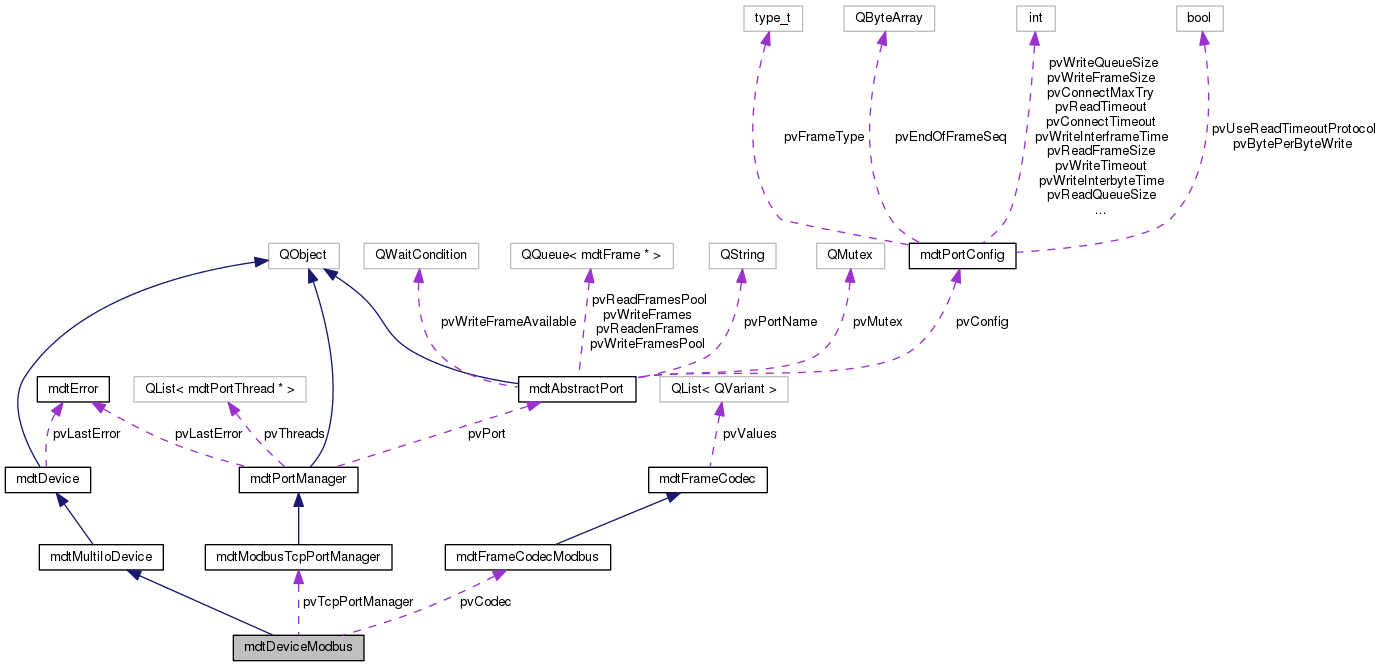 type_t
QByteArray
int
bool
pvWriteQueueSize
pvWriteFrameSize
pvConnectMaxTry
pvReadTimeout
pvConnectTimeout
pvWriteInterframeTime
pvReadFrameSize
pvWriteTimeout
pvWriteInterbyteTime
pvReadQueueSize
...
pvFrameType
pvEndOfFrameSeq
pvUseReadTimeoutProtocol
pvBytePerByteWrite
QObject
QWaitCondition
QQueue< mdtFrame * >
QString
QMutex
mdtPortConfig
pvWriteFrameAvailable
pvReadFramesPool
pvWriteFrames
pvReadenFrames
pvWriteFramesPool
pvPortName
pvMutex
pvConfig
mdtError
QList< mdtPortThread * >
mdtAbstractPort
QList< QVariant >
pvLastError
pvLastError
pvThreads
pvPort
pvValues
mdtDevice
mdtPortManager
mdtFrameCodec
mdtMultiIoDevice
mdtModbusTcpPortManager
mdtFrameCodecModbus
pvTcpPortManager
pvCodec
mdtDeviceModbus